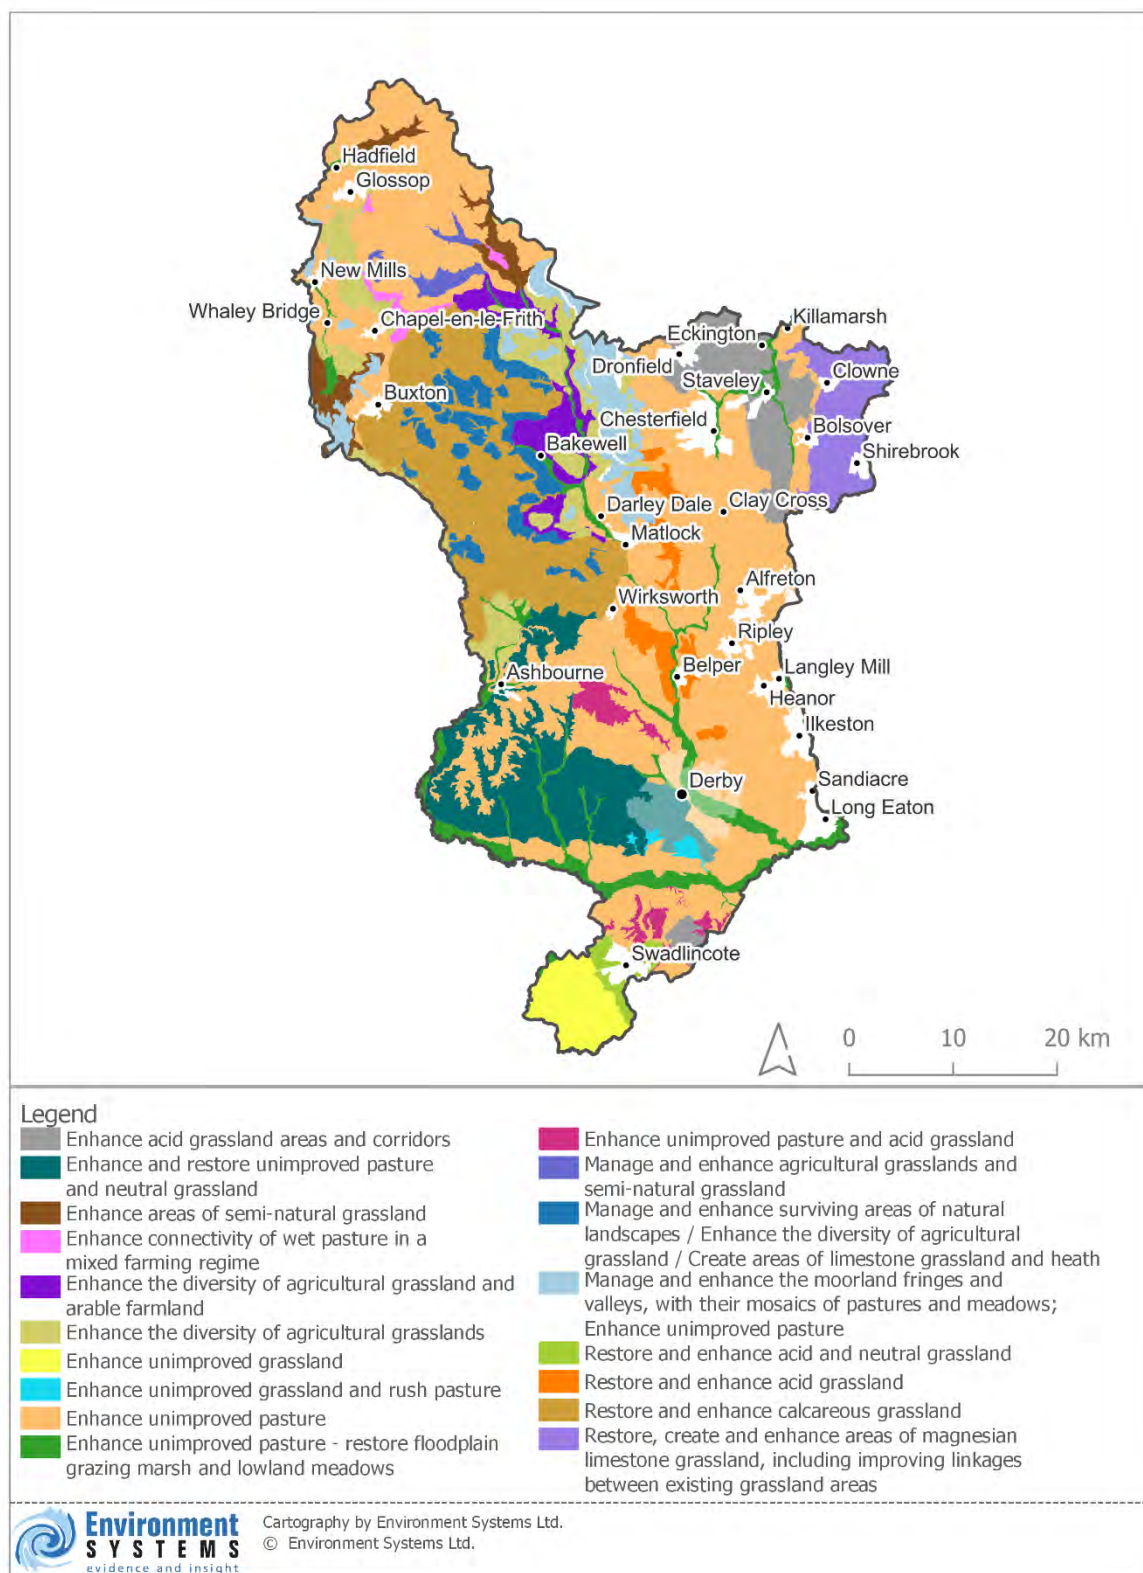 Hadfield
Glossop
New Mills
Whaley Bridge
Chapel-en-le-Frith
Killamarsh
Eckington
Dronfield
Clowne
Staveley
Buxton
Chesterfield
Bolsover
Bakewell
Shirebrook
Darley Dale
Clay Cross
Matlock
Alfreton
Wirksworth
Ripley
Belper
Langley Mill
Ashbourne
Heanor
Ilkeston
Derby
Sandiacre
Long Eaton
Swadlincote
0 10 20 km
Legend
Enhance acid grassland areas and corridors
Enhance and restore unimproved pasture
and neutral grassland
Enhance areas of semi-natural grassland
Enhance connectivity of wet pasture in a
mixed farming regime
Enhance the diversity of agricultural grassland and
arable farmland
Enhance the diversity of agricultural grasslands
Enhance unimproved grassland
Enhance unimproved grassland and rush pasture
Enhance unimproved pasture
Enhance unimproved pasture - restore floodplain
grazing marsh and lowland meadows
Enhance unimproved pasture and acid grassland
Manage and enhance agricultural grasslands and
semi-natural grassland
Manage and enhance surviving areas of natural
landscapes / Enhance the diversity of agricultural
grassland / Create areas of limestone grassland and heath
Manage and enhance the moorland fringes and
valleys, with their mosaics of pastures and meadows;
Enhance unimproved pasture
Restore and enhance acid and neutral grassland
Restore and enhance acid grassland
Restore and enhance calcareous grassland
Restore, create and enhance areas of magnesian
limestone grassland, including improving linkages
between existing grassland areas
Environment
SYSTEMS
evidence and insight
Cartography by Environment Systems Ltd.
© Environment Systems Ltd.